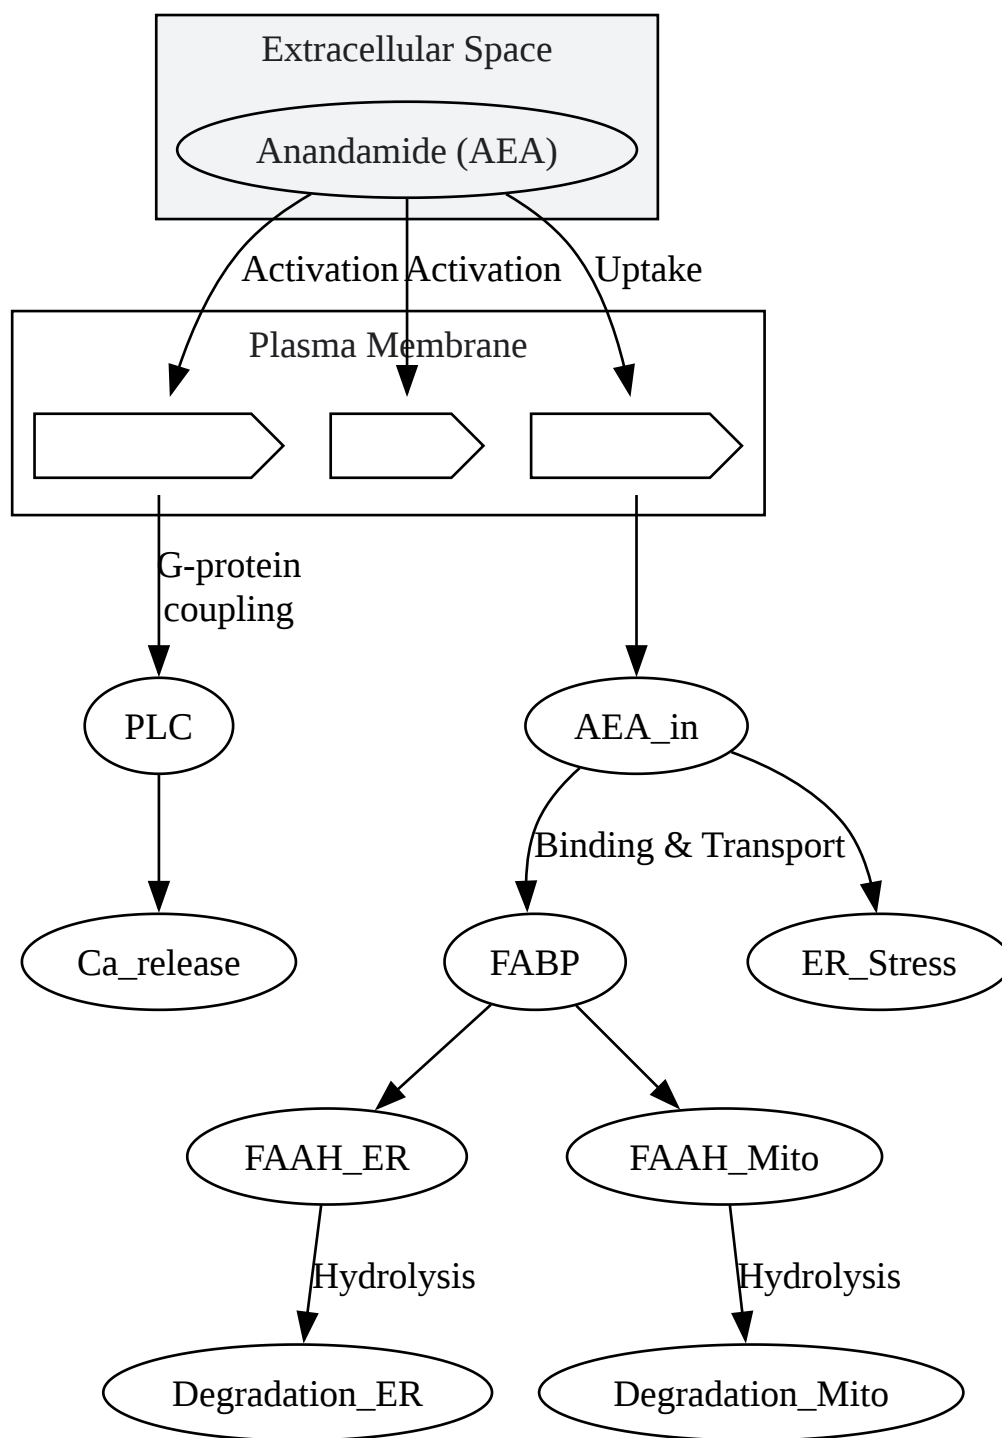 Extracellular Space
Anandamide (AEA)
Activation
Activation
Uptake
Plasma Membrane
G-protein
coupling
PLC
AEA_in
Binding & Transport
Ca_release
FABP
ER_Stress
FAAH_ER
FAAH_Mito
Hydrolysis
Hydrolysis
Degradation_ER
Degradation_Mito